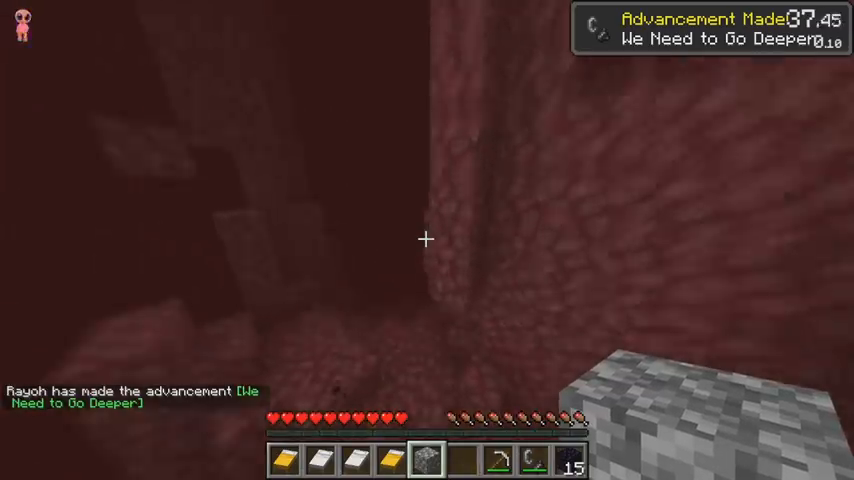 Advancement Made!
37.45
We Need to Go Deeper
0.10
Rayoh has made the advancement [We
Need to Go Deeper]
15